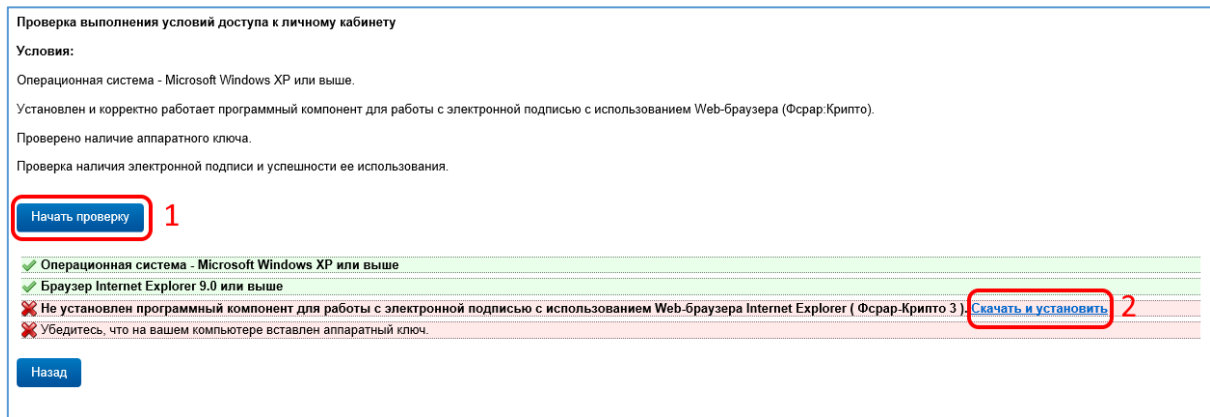 Проверка выполнения условий доступа к личному кабинету
Условия:
Операционная система - Microsoft Windows XP или выше.
Установлен и корректно работает программный компонент для работы с электронной подписью с использованием Web-браузера (Фсрар:Крипто).
Проверено наличие аппаратного ключа.
Проверка наличия электронной подписи и успешности ее использования.
Начать проверку 1
Операционная система - Microsoft Windows XP или выше
Браузер Internet Explorer 9.0 или выше
Не установлен программный компонент для работы с электронной подписью с использованием Web-браузера Internet Explorer ( Фсрар-Крипто 3 ). Скачать и установить 2
Убедитесь, что на вашем компьютере вставлен аппаратный ключ.
Назад